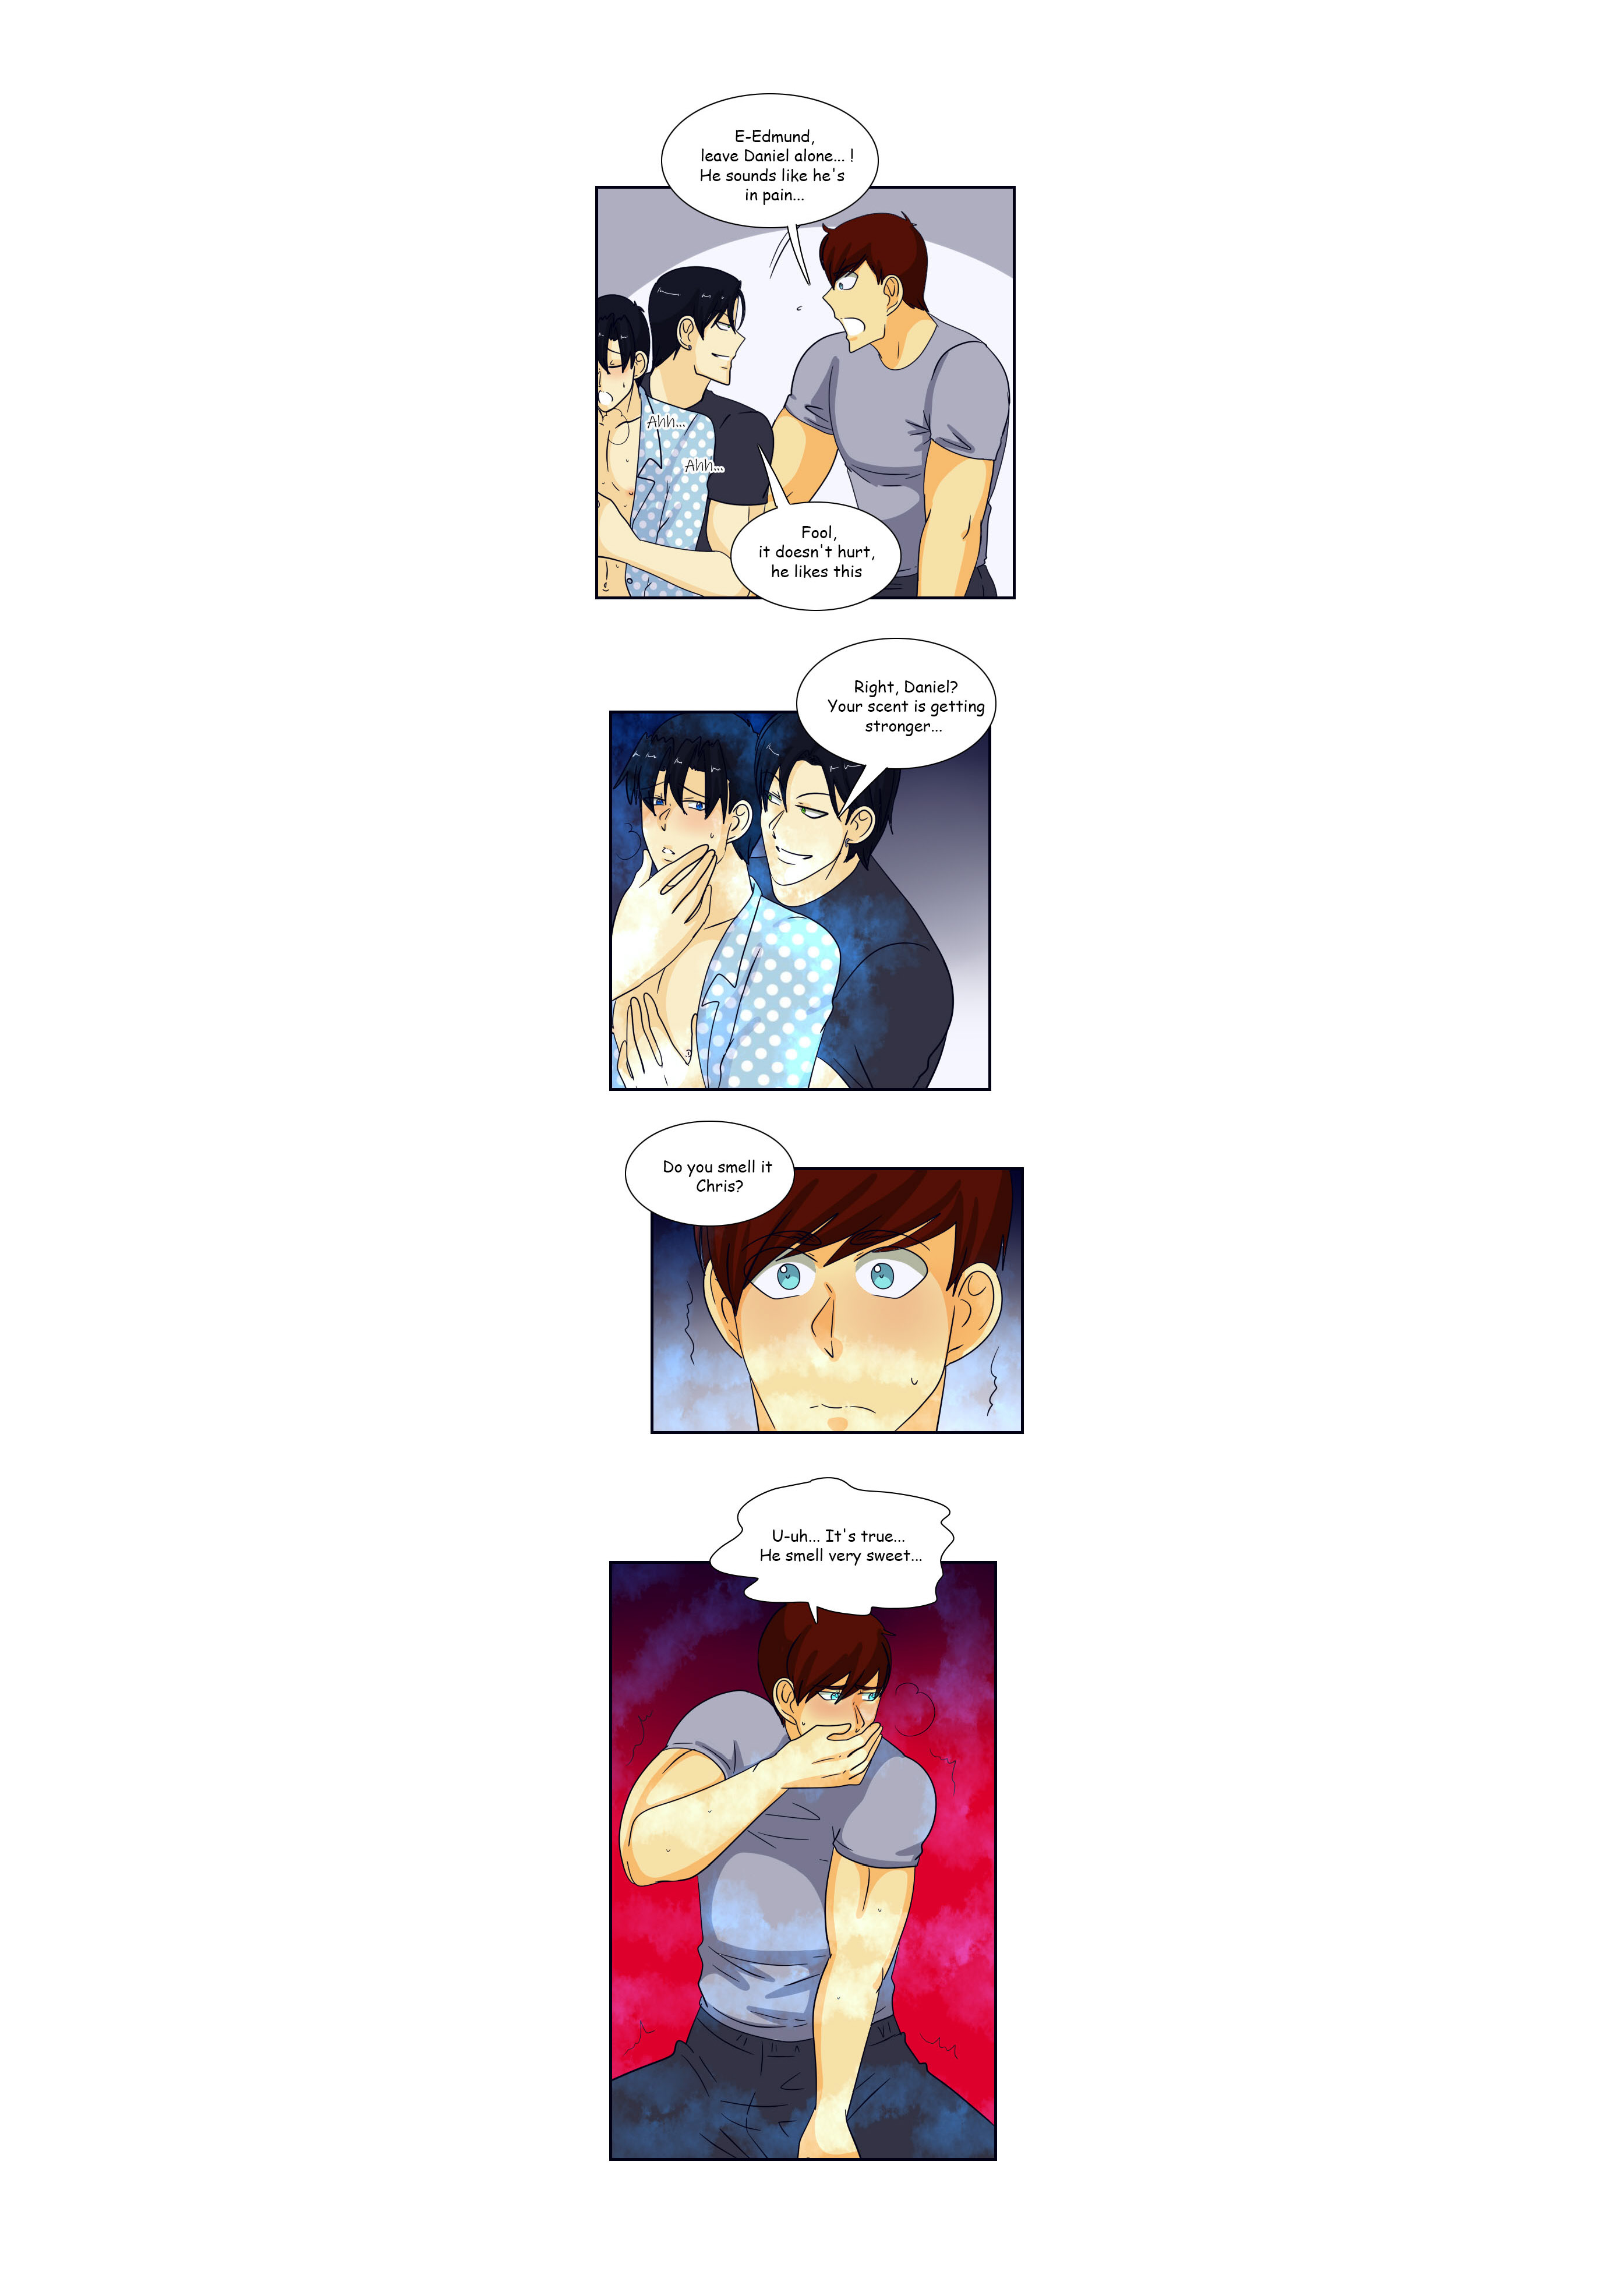 E-Edmund,
leave Daniel alone... !
He sounds like he's
in pain...
Ahh...
Ahh...
Fool,
it doesn't hurt,
he likes this
Right, Daniel?
Your scent is getting
stronger...
Do you smell it
Chris?
U-uh... It's true...
He smell very sweet...